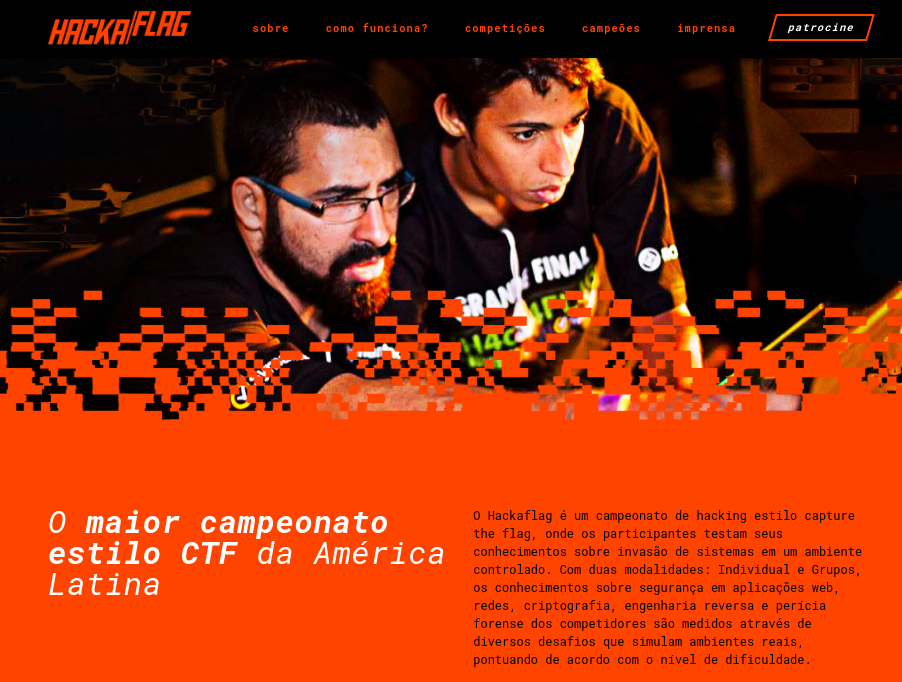 HACKAFLAG
sobre
como funciona?
competições
campeões
imprensa
patrocine
GRAND FINAL
O maior campeonato
estilo CTF da América
Latina
O Hackaflag é um campeonato de hacking estilo capture
the flag, onde os participantes testam seus
conhecimentos sobre invasão de sistemas em um ambiente
controlado. Com duas modalidades: Individual e Grupos,
os conhecimentos sobre segurança em aplicações web,
redes, criptografia, engenharia reversa e perícia
forense dos competidores são medidos através de
diversos desafios que simulam ambientes reais,
pontuando de acordo com o nível de dificuldade.